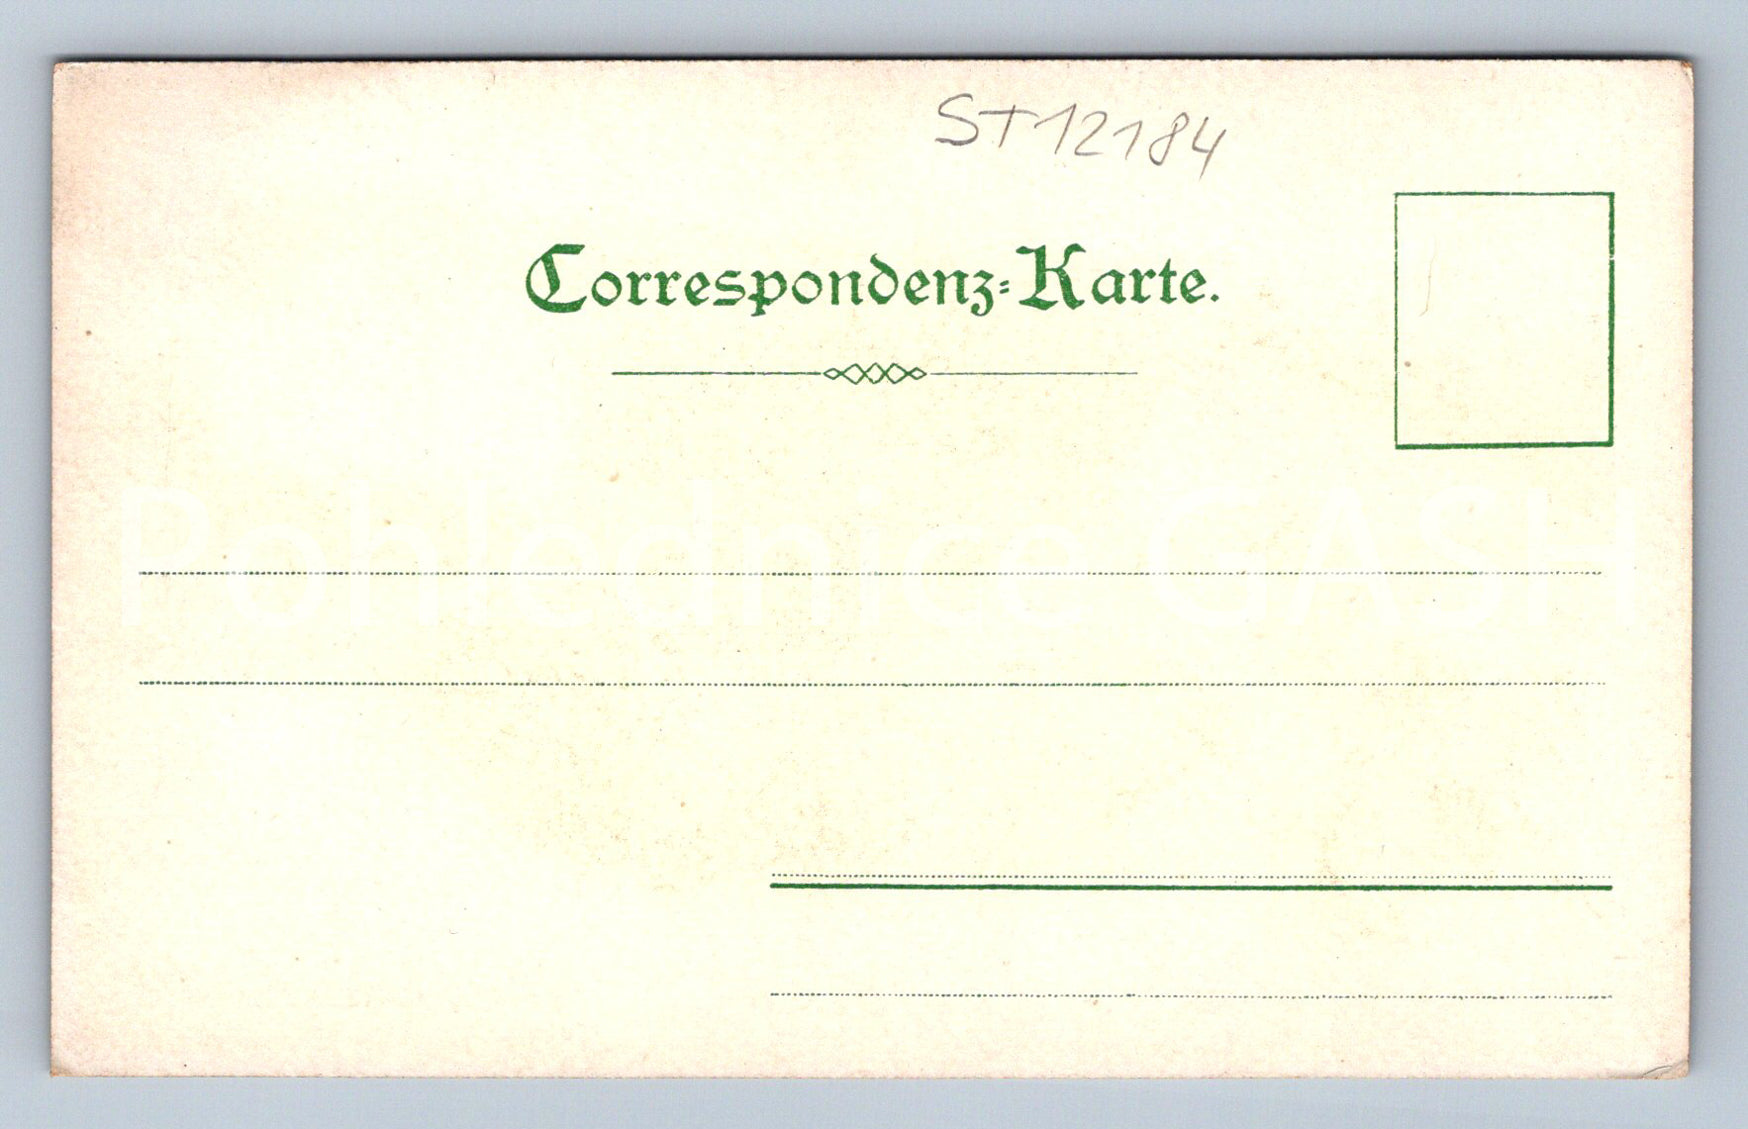 ST12184
Correspondenz=Karte.
Pohlednice GASH